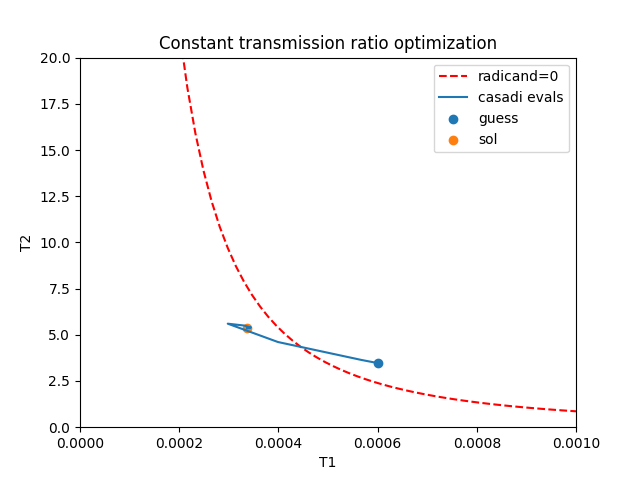 Constant transmission ratio optimization
radicand=0
casadi evals
guess
sol
T2
20.0
17.5
15.0
12.5
10.0
7.5
5.0
2.5
0.0
0.0000 0.0002 0.0004 0.0006 0.0008 0.0010
T1